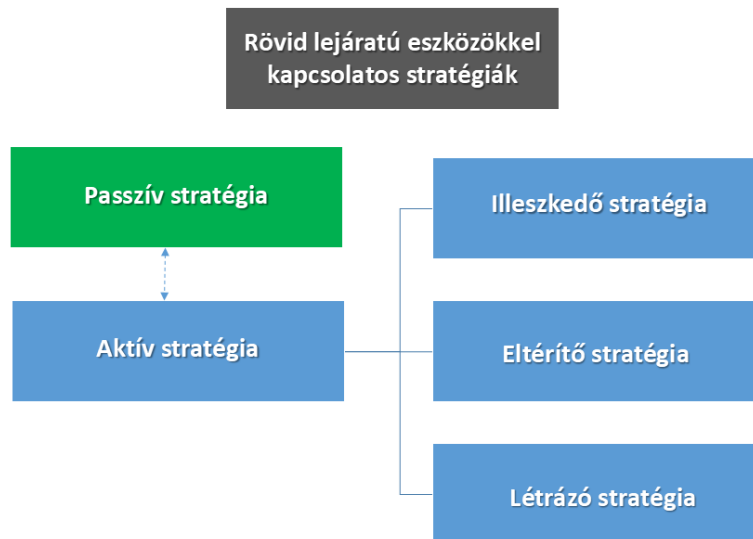 Rövid lejáratú eszközökkel
kapcsolatos stratégiák
Passzív stratégia
Illeszkedő stratégia
Aktív stratégia
Eltérítő stratégia
Létrázó stratégia